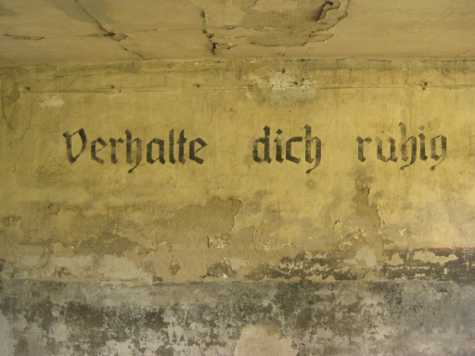 Verhalte dich ruhig